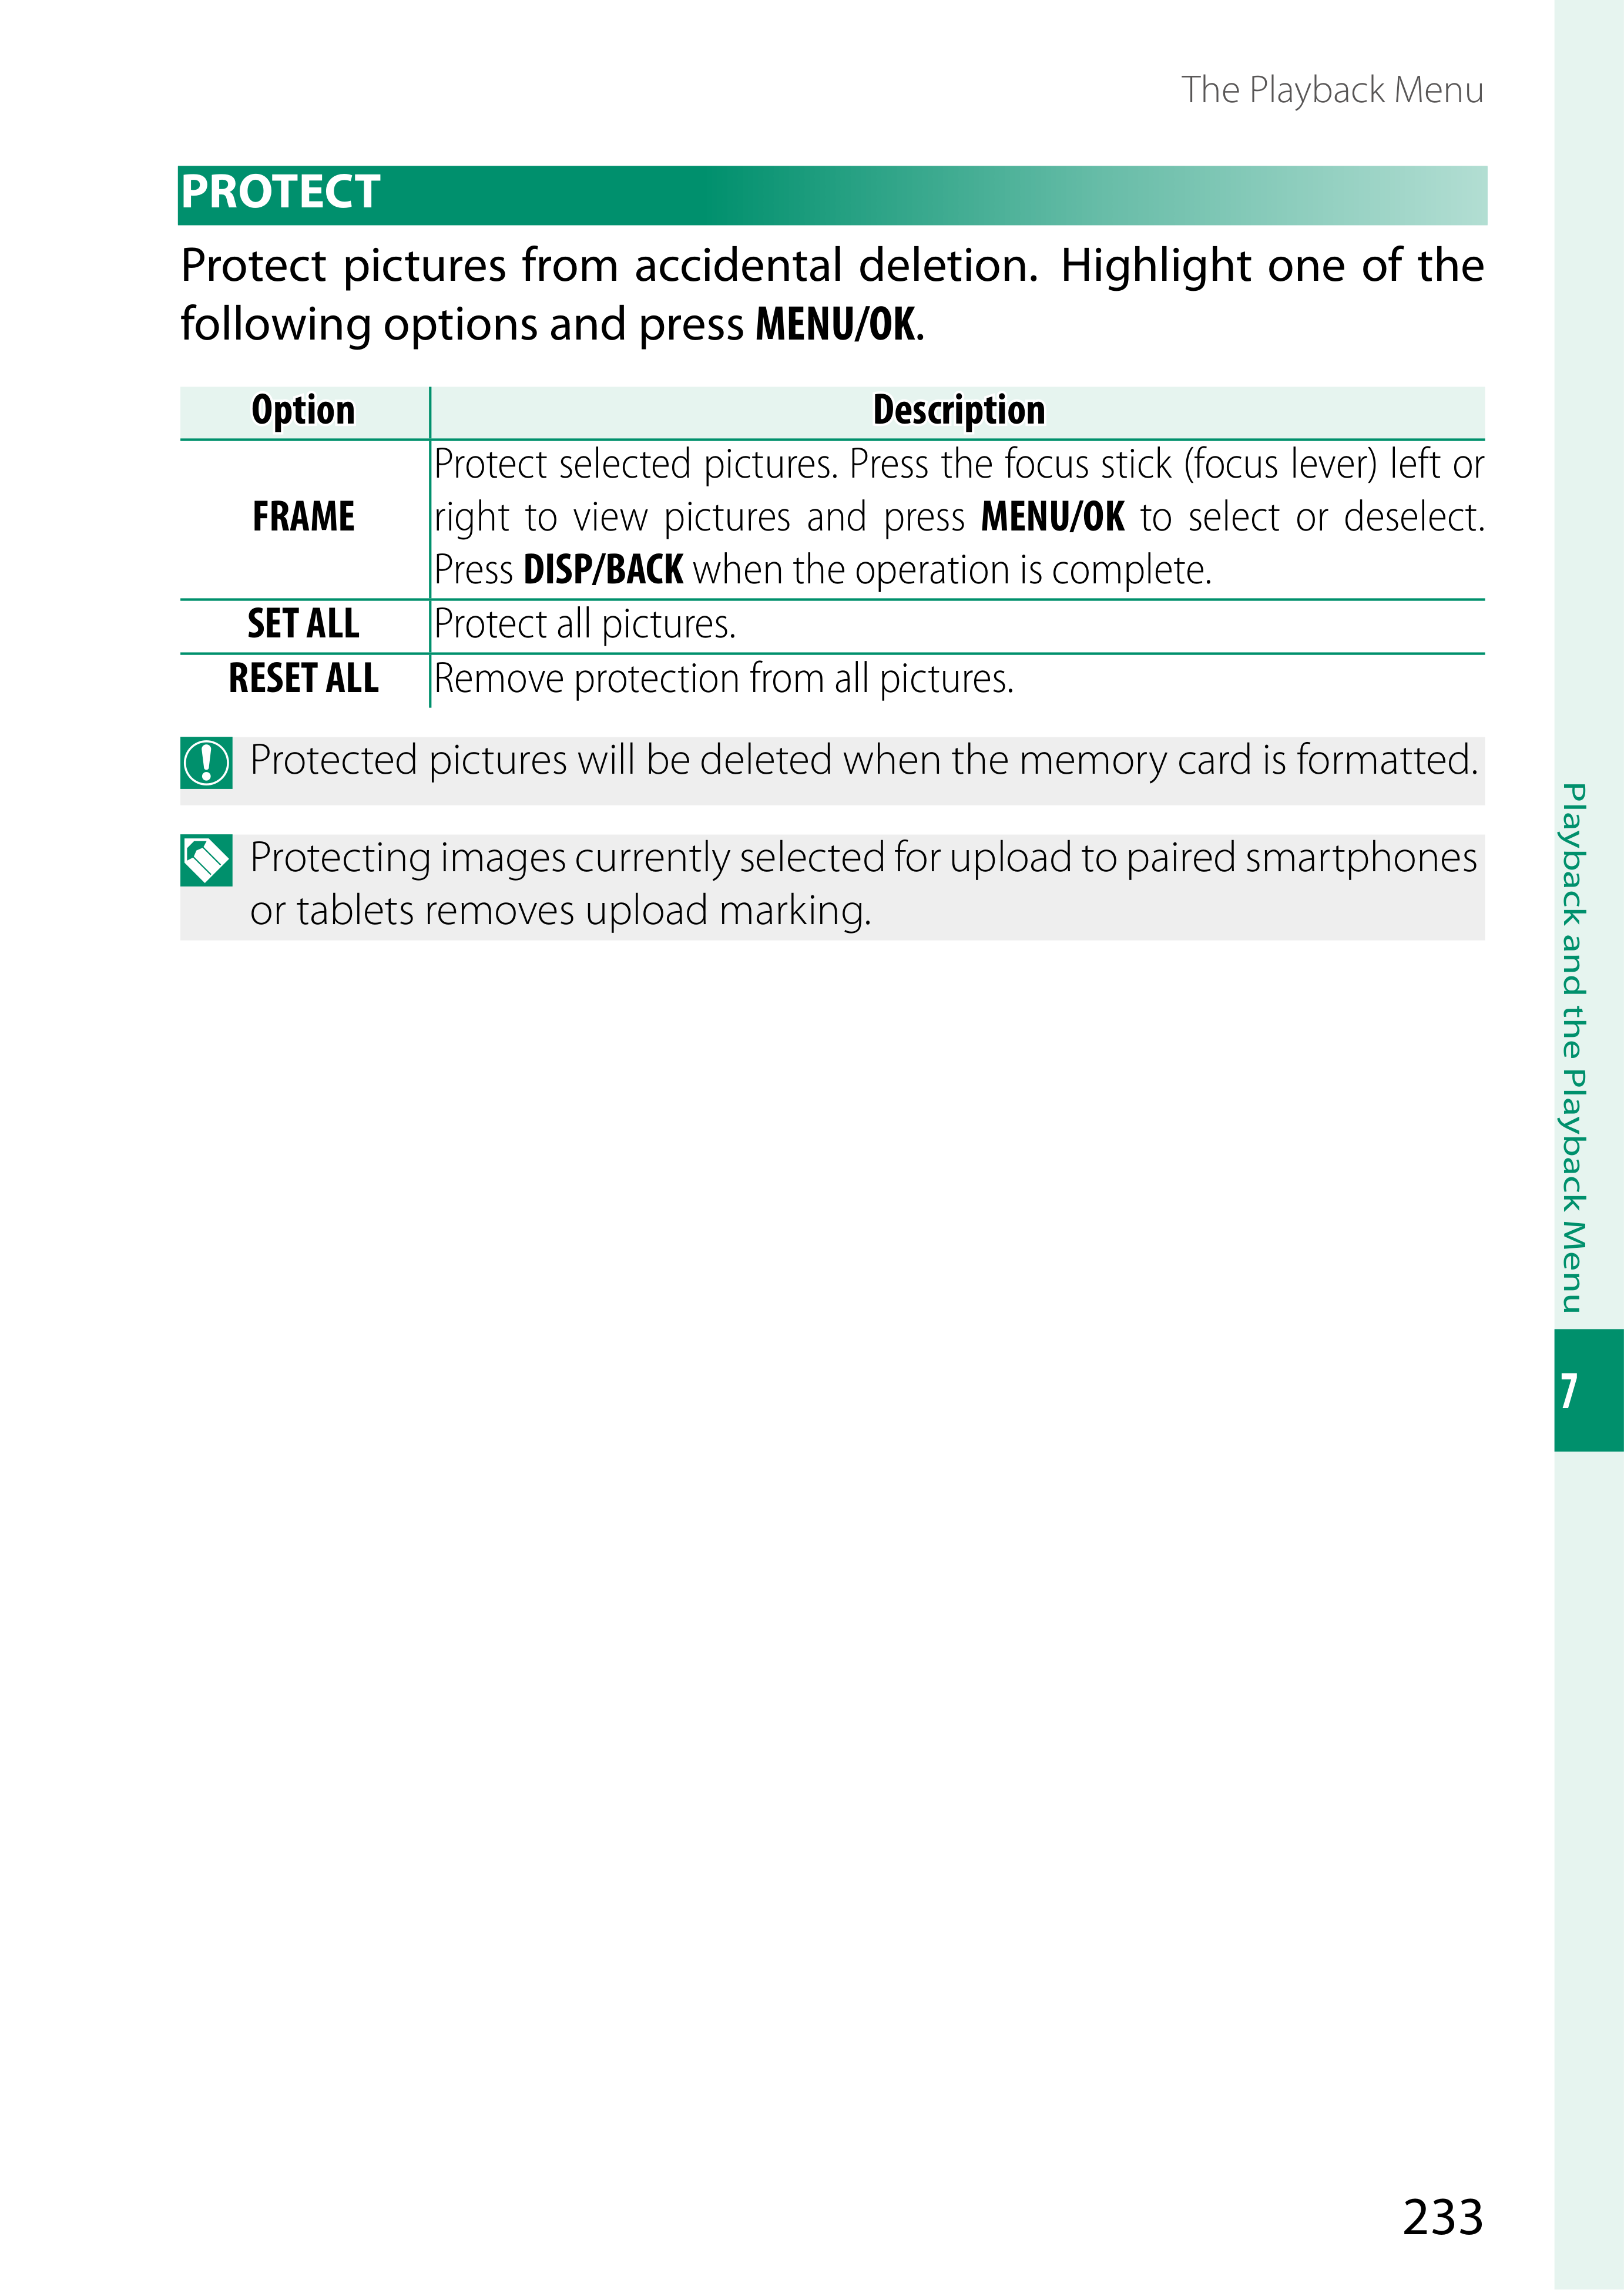 The Playback Menu
PROTECT
Protect pictures from accidental deletion. Highlight one of the
following options and press MENU/OK.
Option Description
FRAME
Protect selected pictures. Press the focus stick (focus lever) left or
right to view pictures and press MENU/OK to select or deselect.
Press DISP/BACK when the operation is complete.
SET ALL Protect all pictures.
RESET ALL Remove protection from all pictures.
Protected pictures will be deleted when the memory card is formatted.
Protecting images currently selected for upload to paired smartphones
or tablets removes upload marking.
Playback and the Playback Menu
7
233